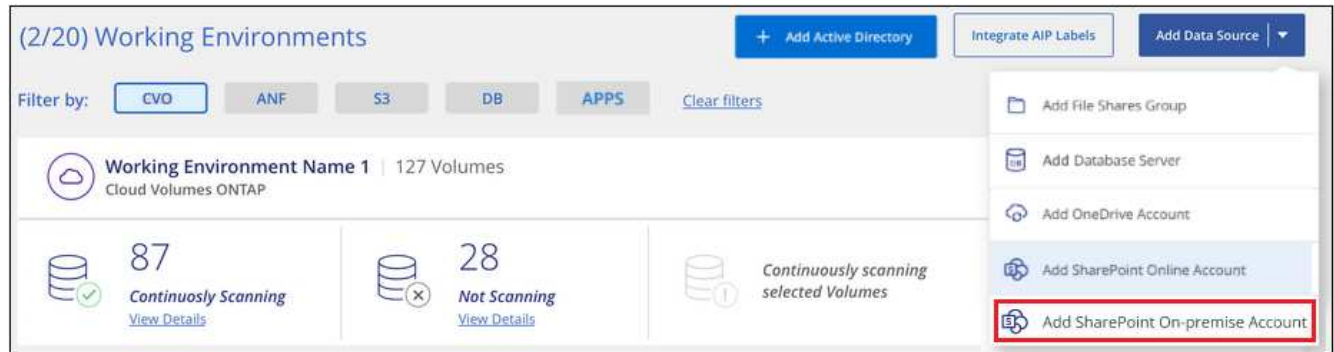 (2/20) Working Environments
+ Add Active Directory
Integrate AIP Labels
Add Data Source
Filter by:
CVO
ANF
S3
DB
APPS
Clear filters
Working Environment Name 1 | 127 Volumes
Cloud Volumes ONTAP
87
Continuosly Scanning
View Details
28
Not Scanning
View Details
Continuously scanning
selected Volumes
Add File Shares Group
DB
Add Database Server
Add OneDrive Account
S
Add SharePoint Online Account
S
Add SharePoint On-premise Account